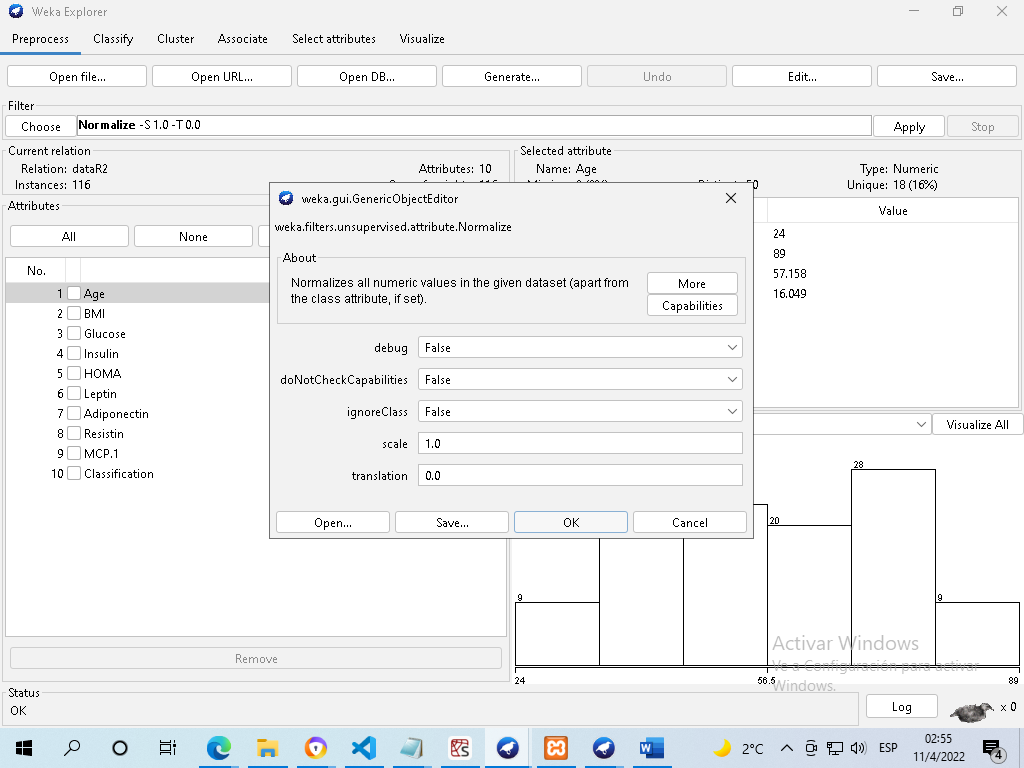 Weka Explorer
Preprocess Classify Cluster Associate Select attributes Visualize
Open file... Open URL... Open DB... Generate... Undo Edit... Save...
Filter
Choose Normalize -S 1.0 -T 0.0 Apply Stop
Current relation
Relation: dataR2 Attributes: 10
Instances: 116
Selected attribute
Name: Age Type: Numeric
Unique: 18 (16%)
Attributes
All None
No.
1 Age
2 BMI
3 Glucose
4 Insulin
5 HOMA
6 Leptin
7 Adiponectin
8 Resistin
9 MCP.1
10 Classification
Remove
weka.gui.GenericObjectEditor
weka.filters.unsupervised.attribute.Normalize
About
Normalizes all numeric values in the given dataset (apart from
the class attribute, if set).
More
Capabilities
debug False
doNotCheckCapabilities False
ignoreClass False
scale 1.0
translation 0.0
Open... Save... OK Cancel
Value
24
89
57.158
16.049
Visualize All
28
20
9
9
24 56.5 89
Activar Windows
Ve a Configuración para activar
Windows.
Status
OK
Log x 0
2°C ESP 02:55
11/4/2022
4